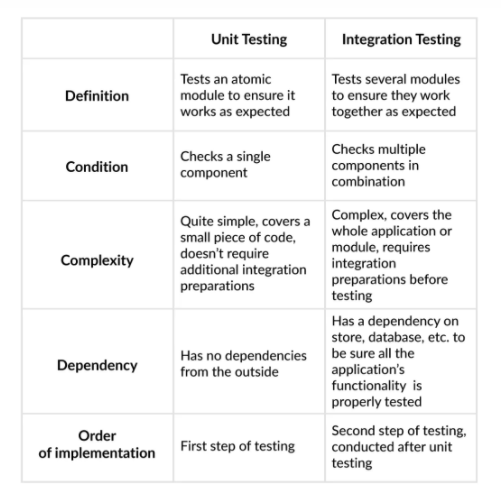 Unit Testing
Integration Testing
Definition
Tests an atomic
module to ensure it
works as expected
Tests several modules
to ensure they work
together as expected
Condition
Checks a single
component
Checks multiple
components in
combination
Complexity
Quite simple, covers a
small piece of code,
doesn't require
additional integration
preparations
Complex, covers the
whole application or
module, requires
integration
preparations before
testing
Dependency
Has no dependencies
from the outside
Has a dependency on
store, database, etc. to
be sure all the
application's
functionality is
properly tested
Order
of implementation
First step of testing
Second step of testing,
conducted after unit
testing